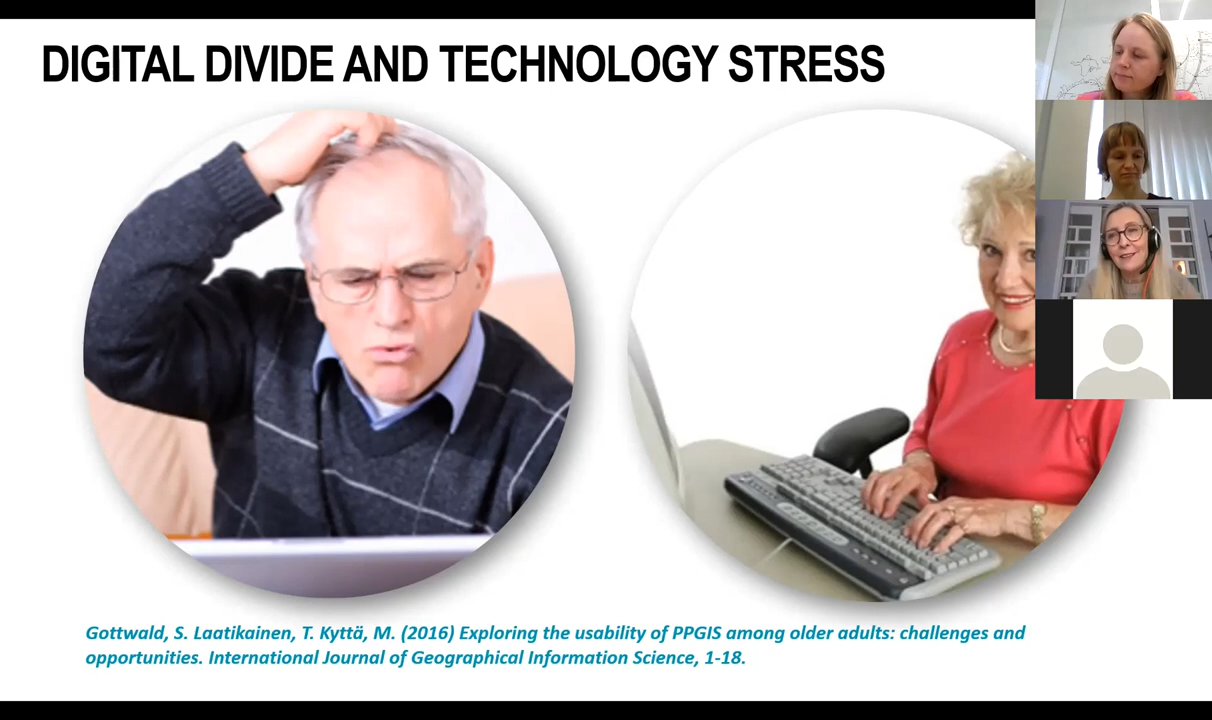 DIGITAL DIVIDE AND TECHNOLOGY STRESS
Gottwald, S. Laatikainen, T. Kyttä, M. (2016) Exploring the usability of PPGIS among older adults: challenges and
opportunities. International Journal of Geographical Information Science, 1-18.